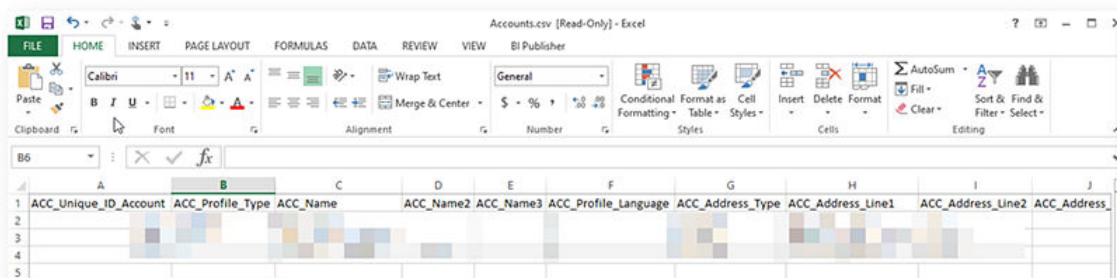 Accounts.csv [Read-Only] - Excel
FILE HOME INSERT PAGE LAYOUT FORMULAS DATA REVIEW VIEW BI Publisher
Calibri 11 A A Wrap Text General AutoSum
Paste Fill
B I U A Merge & Center $ % , Conditional Format as Cell Insert Delete Format Sort & Find &
Formatting Table Styles Clear Filter Select
Clipboard Font Alignment Number Styles Cells Editing
B6 fx
A B C D E F G H I J
1 ACC_Unique_ID_Account ACC_Profile_Type ACC_Name ACC_Name2 ACC_Name3 ACC_Profile_Language ACC_Address_Type ACC_Address_Line1 ACC_Address_Line2 ACC_Address_
2
3
4
5